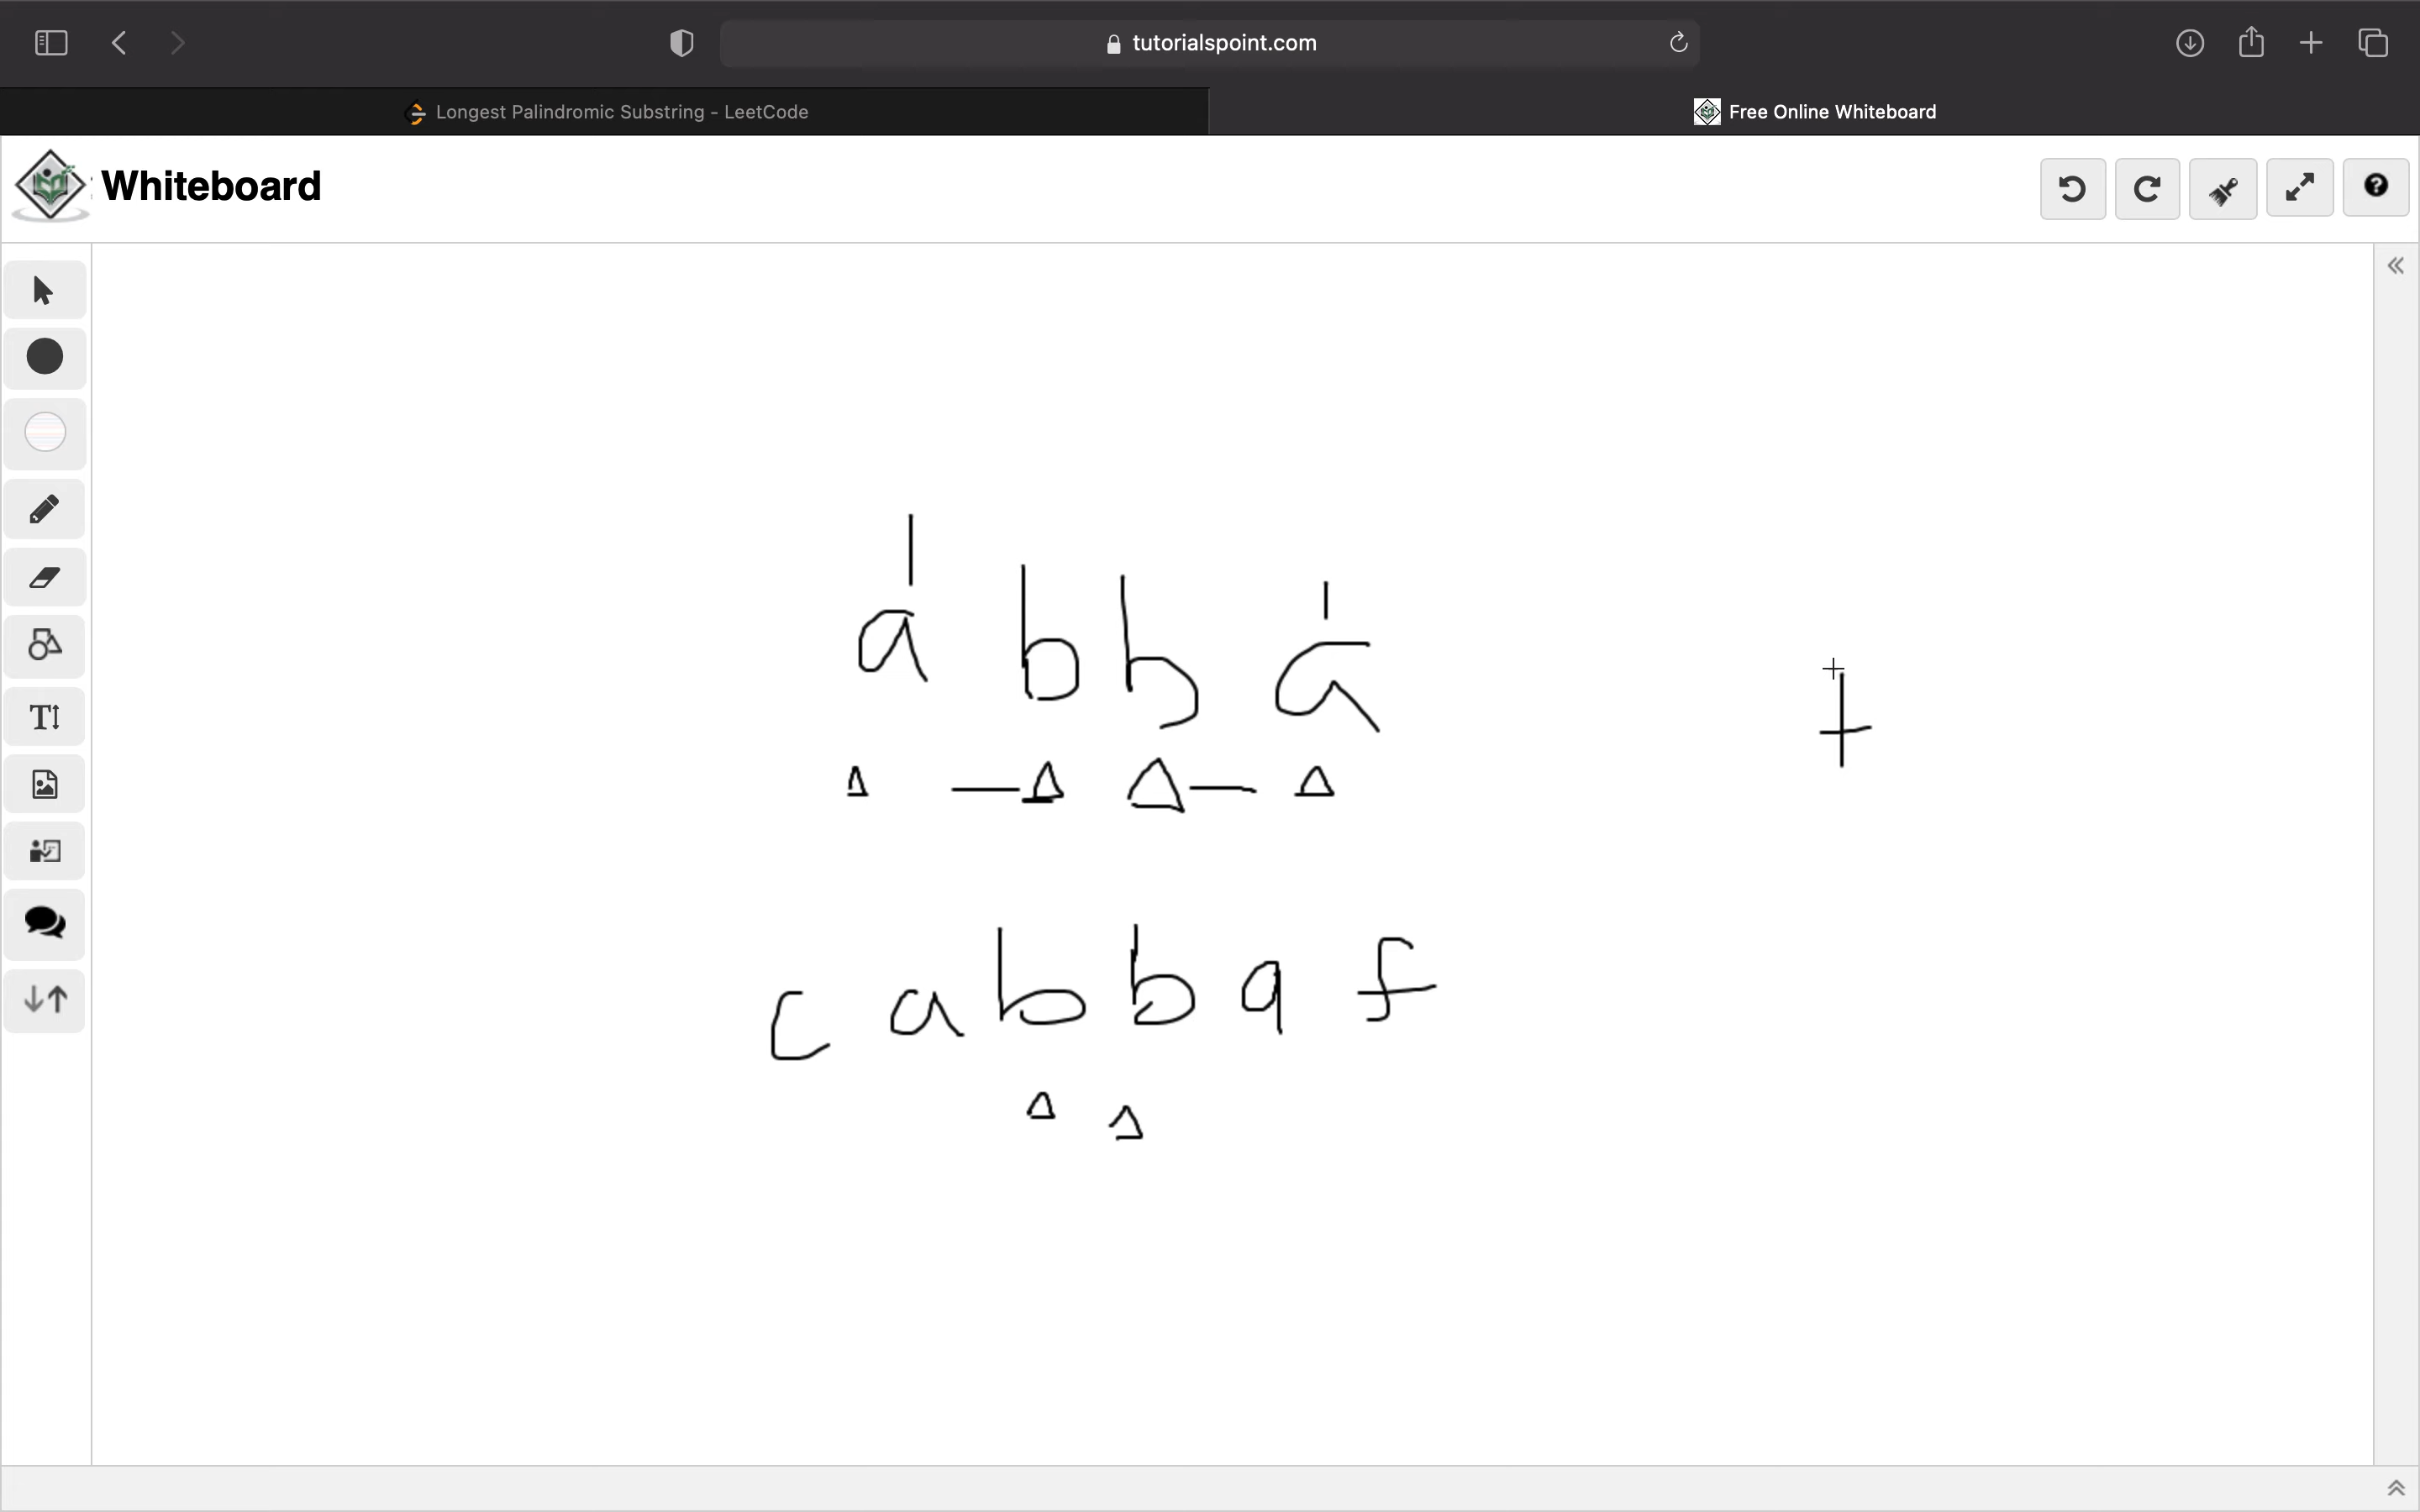 tutorialspoint.com
Longest Palindromic Substring - LeetCode
Free Online Whiteboard
Whiteboard
a b b a
c a b b a f